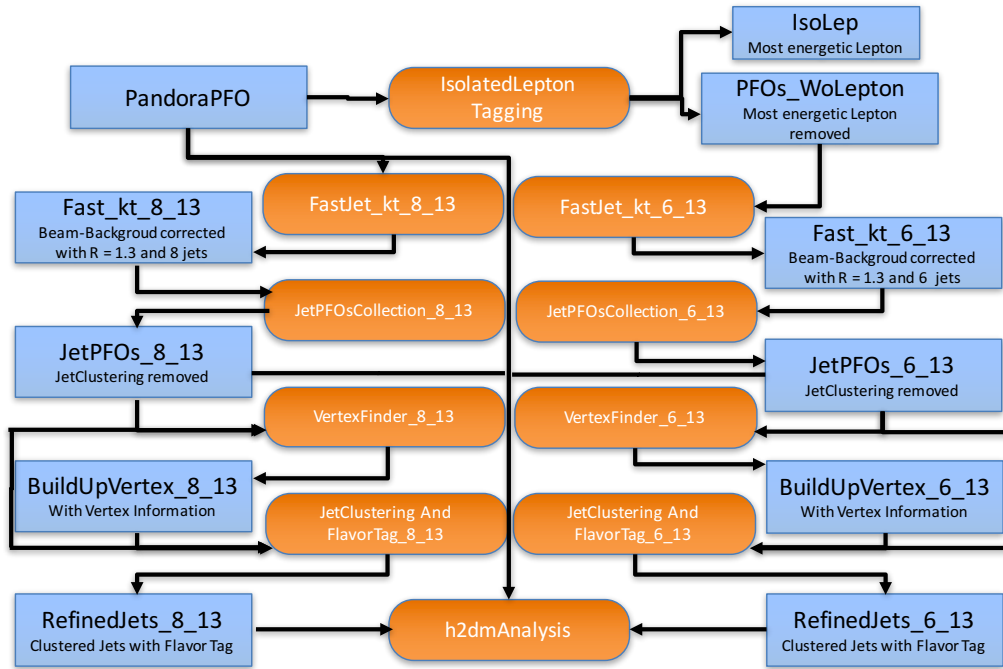 IsoLep
Most energetic Lepton
PandoraPFO
IsolatedLepton
Tagging
PFOs_WoLepton
Most energetic Lepton
removed
Fast_kt_8_13
Beam-Backgroud corrected
with R = 1.3 and 8 jets
FastJet_kt_8_13
FastJet_kt_6_13
Fast_kt_6_13
Beam-Backgroud corrected
with R = 1.3 and 6 jets
JetPFOsCollection_8_13
JetPFOsCollection_6_13
JetPFOs_8_13
JetClustering removed
JetPFOs_6_13
JetClustering removed
VertexFinder_8_13
VertexFinder_6_13
BuildUpVertex_8_13
With Vertex Information
BuildUpVertex_6_13
With Vertex Information
JetClustering And
FlavorTag_8_13
JetClustering And
FlavorTag_6_13
RefinedJets_8_13
Clustered Jets with Flavor Tag
h2dmAnalysis
RefinedJets_6_13
Clustered Jets with Flavor Tag